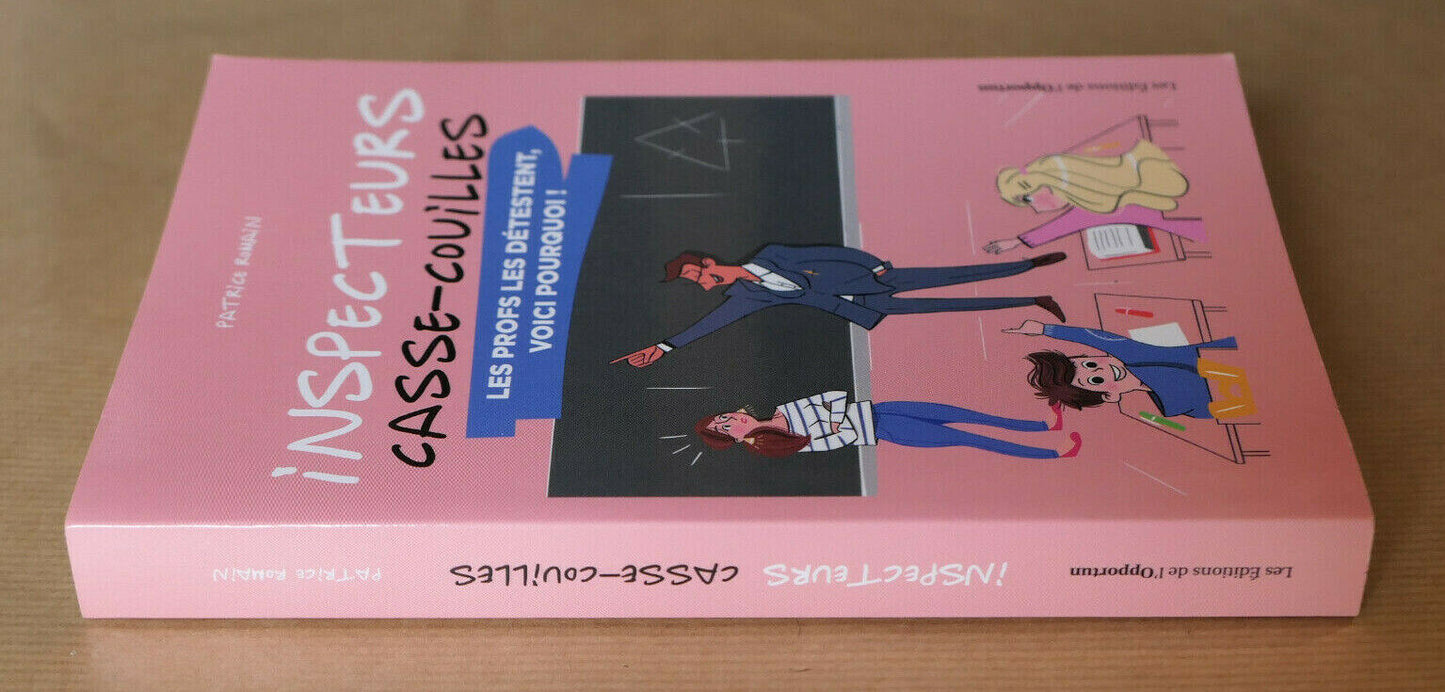 PATRICE ROMAIN
iNSPECTEURS
CASSE-COUiLLES
LES PROFS LES DÉTESTENT,
VOICI POURQUOI !
Les Éditions de l'Opportun
PATRICE ROMAIN
iNSPECTEURS CASSE-COUiLLES
Les Éditions de l'Opportun